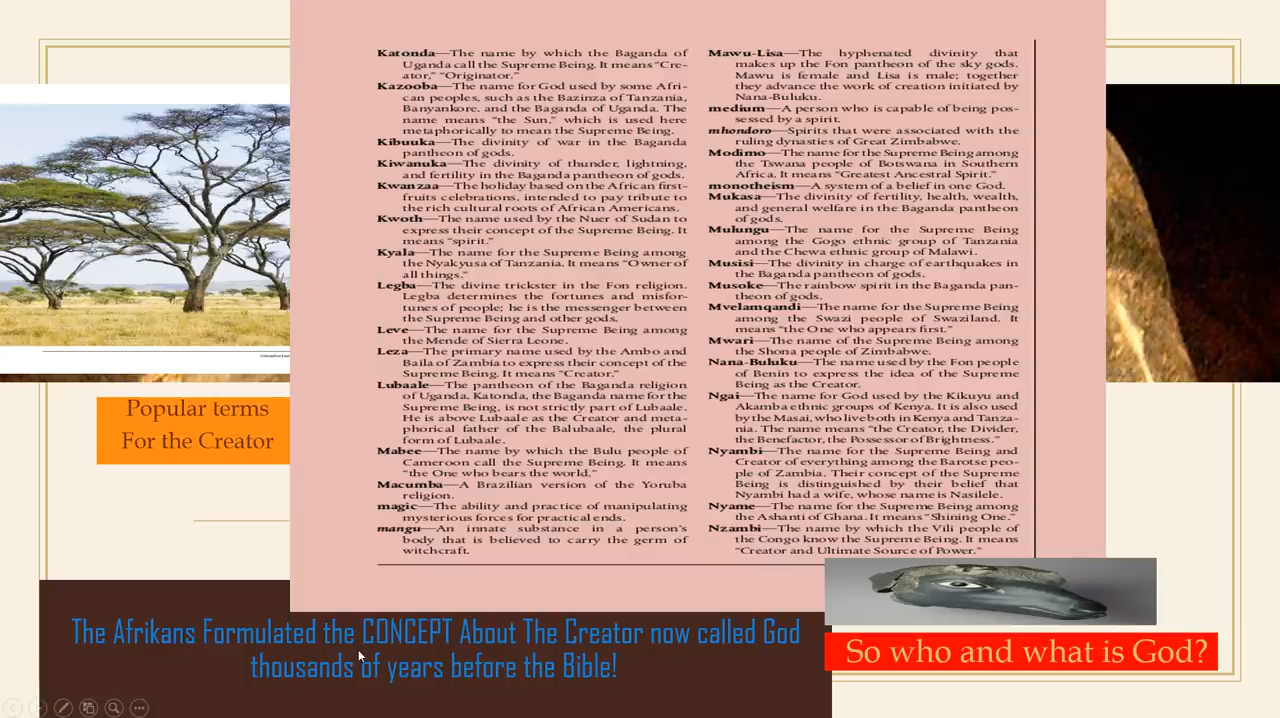 Katonda—The name by which the Baganda of
Uganda call the Supreme Being. It means “Cre-
ator,” “Originator.”
Kazooba—The name for God used by some Afri-
can peoples, such as the Bazinza of Tanzania,
Banyankore, and the Baganda of Uganda. The
name means “the Sun,” which is used here
metaphorically to mean the Supreme Being.
Kibuuka—The divinity of war in the Baganda
pantheon of gods.
Kiwanuka—The divinity of thunder, lightning,
and fertility in the Baganda pantheon of gods.
Kwanzaa—The holiday based on the African first-
fruits celebrations, intended to pay tribute to
the rich cultural roots of African Americans.
Kwoth—The name used by the Nuer of Sudan to
express their concept of the Supreme Being. It
means “spirit.”
Kyala—The name for the Supreme Being among
the Nyakyusa of Tanzania. It means “Owner of
all things.”
Legba—The divine trickster in the Fon religion.
Legba determines the fortunes and misfor-
tunes of people; he is the messenger between
the Supreme Being and other gods.
Leve—The name for the Supreme Being among
the Mende of Sierra Leone.
Leza—The primary name used by the Ambo and
Baila of Zambia to express their concept of the
Supreme Being. It means “Creator.”
Lubaale—The pantheon of the Baganda religion
of Uganda. Katonda, the Baganda name for the
Supreme Being, is not strictly part of Lubaale.
He is above Lubaale as the Creator and meta-
phorical father of the Balubaale, the plural
form of Lubaale.
Mabee—The name by which the Bulu people of
Cameroon call the Supreme Being. It means
“the One who bears the world.”
Macumba—A Brazilian version of the Yoruba
religion.
magic—The ability and practice of manipulating
mysterious forces for practical ends.
mangu—An innate substance in a person’s
body that is believed to carry the germ of
witchcraft.
Mawu-Lisa—The hyphenated divinity that
makes up the Fon pantheon of the sky gods.
Mawu is female and Lisa is male; together
they advance the work of creation initiated by
Nana-Buluku.
medium—A person who is capable of being pos-
sessed by a spirit.
mhondoro—Spirits that were associated with the
ruling dynasties of Great Zimbabwe.
Modimo—The name for the Supreme Being among
the Tswana people of Botswana in Southern
Africa. It means “Greatest Ancestral Spirit.”
monotheism—A system of a belief in one God.
Mukasa—The divinity of fertility, health, wealth,
and general welfare in the Baganda pantheon
of gods.
Mulungu—The name for the Supreme Being
among the Gogo ethnic group of Tanzania
and the Chewa ethnic group of Malawi.
Musisi—The divinity in charge of earthquakes in
the Baganda pantheon of gods.
Musoke—The rainbow spirit in the Baganda pan-
theon of gods.
Mvelamqandi—The name for the Supreme Being
among the Swazi people of Swaziland. It
means “the One who appears first.”
Mwari—The name of the Supreme Being among
the Shona people of Zimbabwe.
Nana-Buluku—The name used by the Fon people
of Benin to express the idea of the Supreme
Being as the Creator.
Ngai—The name for God used by the Kikuyu and
Akamba ethnic groups of Kenya. It is also used
by the Masai, who live both in Kenya and Tanza-
nia. The name means “the Creator, the Divider,
the Benefactor, the Possessor of Brightness.”
Nyambi—The name for the Supreme Being and
Creator of everything among the Barotse peo-
ple of Zambia. Their concept of the Supreme
Being is distinguished by their belief that
Nyambi had a wife, whose name is Nasilele.
Nyame—The name for the Supreme Being among
the Ashanti of Ghana. It means “Shining One.”
Nzambi—The name by which the Vili people of
the Congo know the Supreme Being. It means
“Creator and Ultimate Source of Power.”
Popular terms
For the Creator
The Afrikans Formulated the CONCEPT About The Creator now called God
thousands of years before the Bible!
So who and what is God?